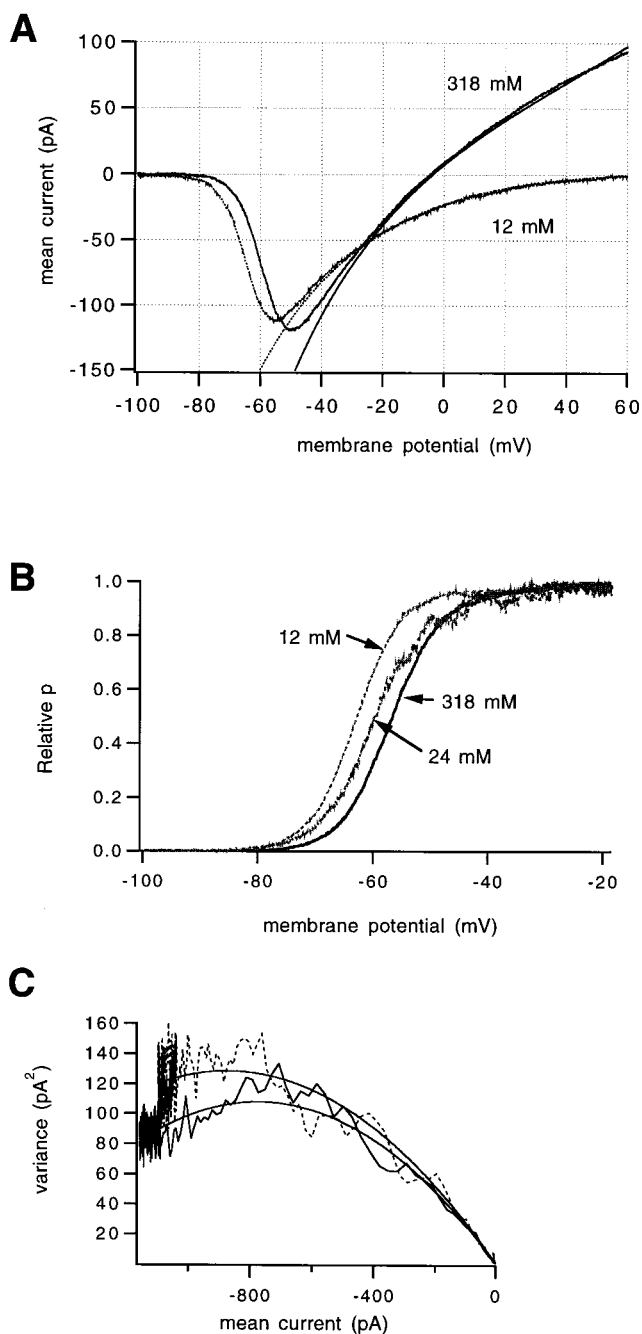 A
100
50
0
-50
-100
-150
mean current (pA)
318 mM
12 mM
-100 -80 -60 -40 -20 0 20 40 60
membrane potential (mV)
B
1.0
0.8
0.6
0.4
0.2
0.0
Relative p
12 mM
318 mM
24 mM
-100 -80 -60 -40 -20
membrane potential (mV)
C
160
140
120
100
80
60
40
20
variance (pA²)
-800 -400 0
mean current (pA)